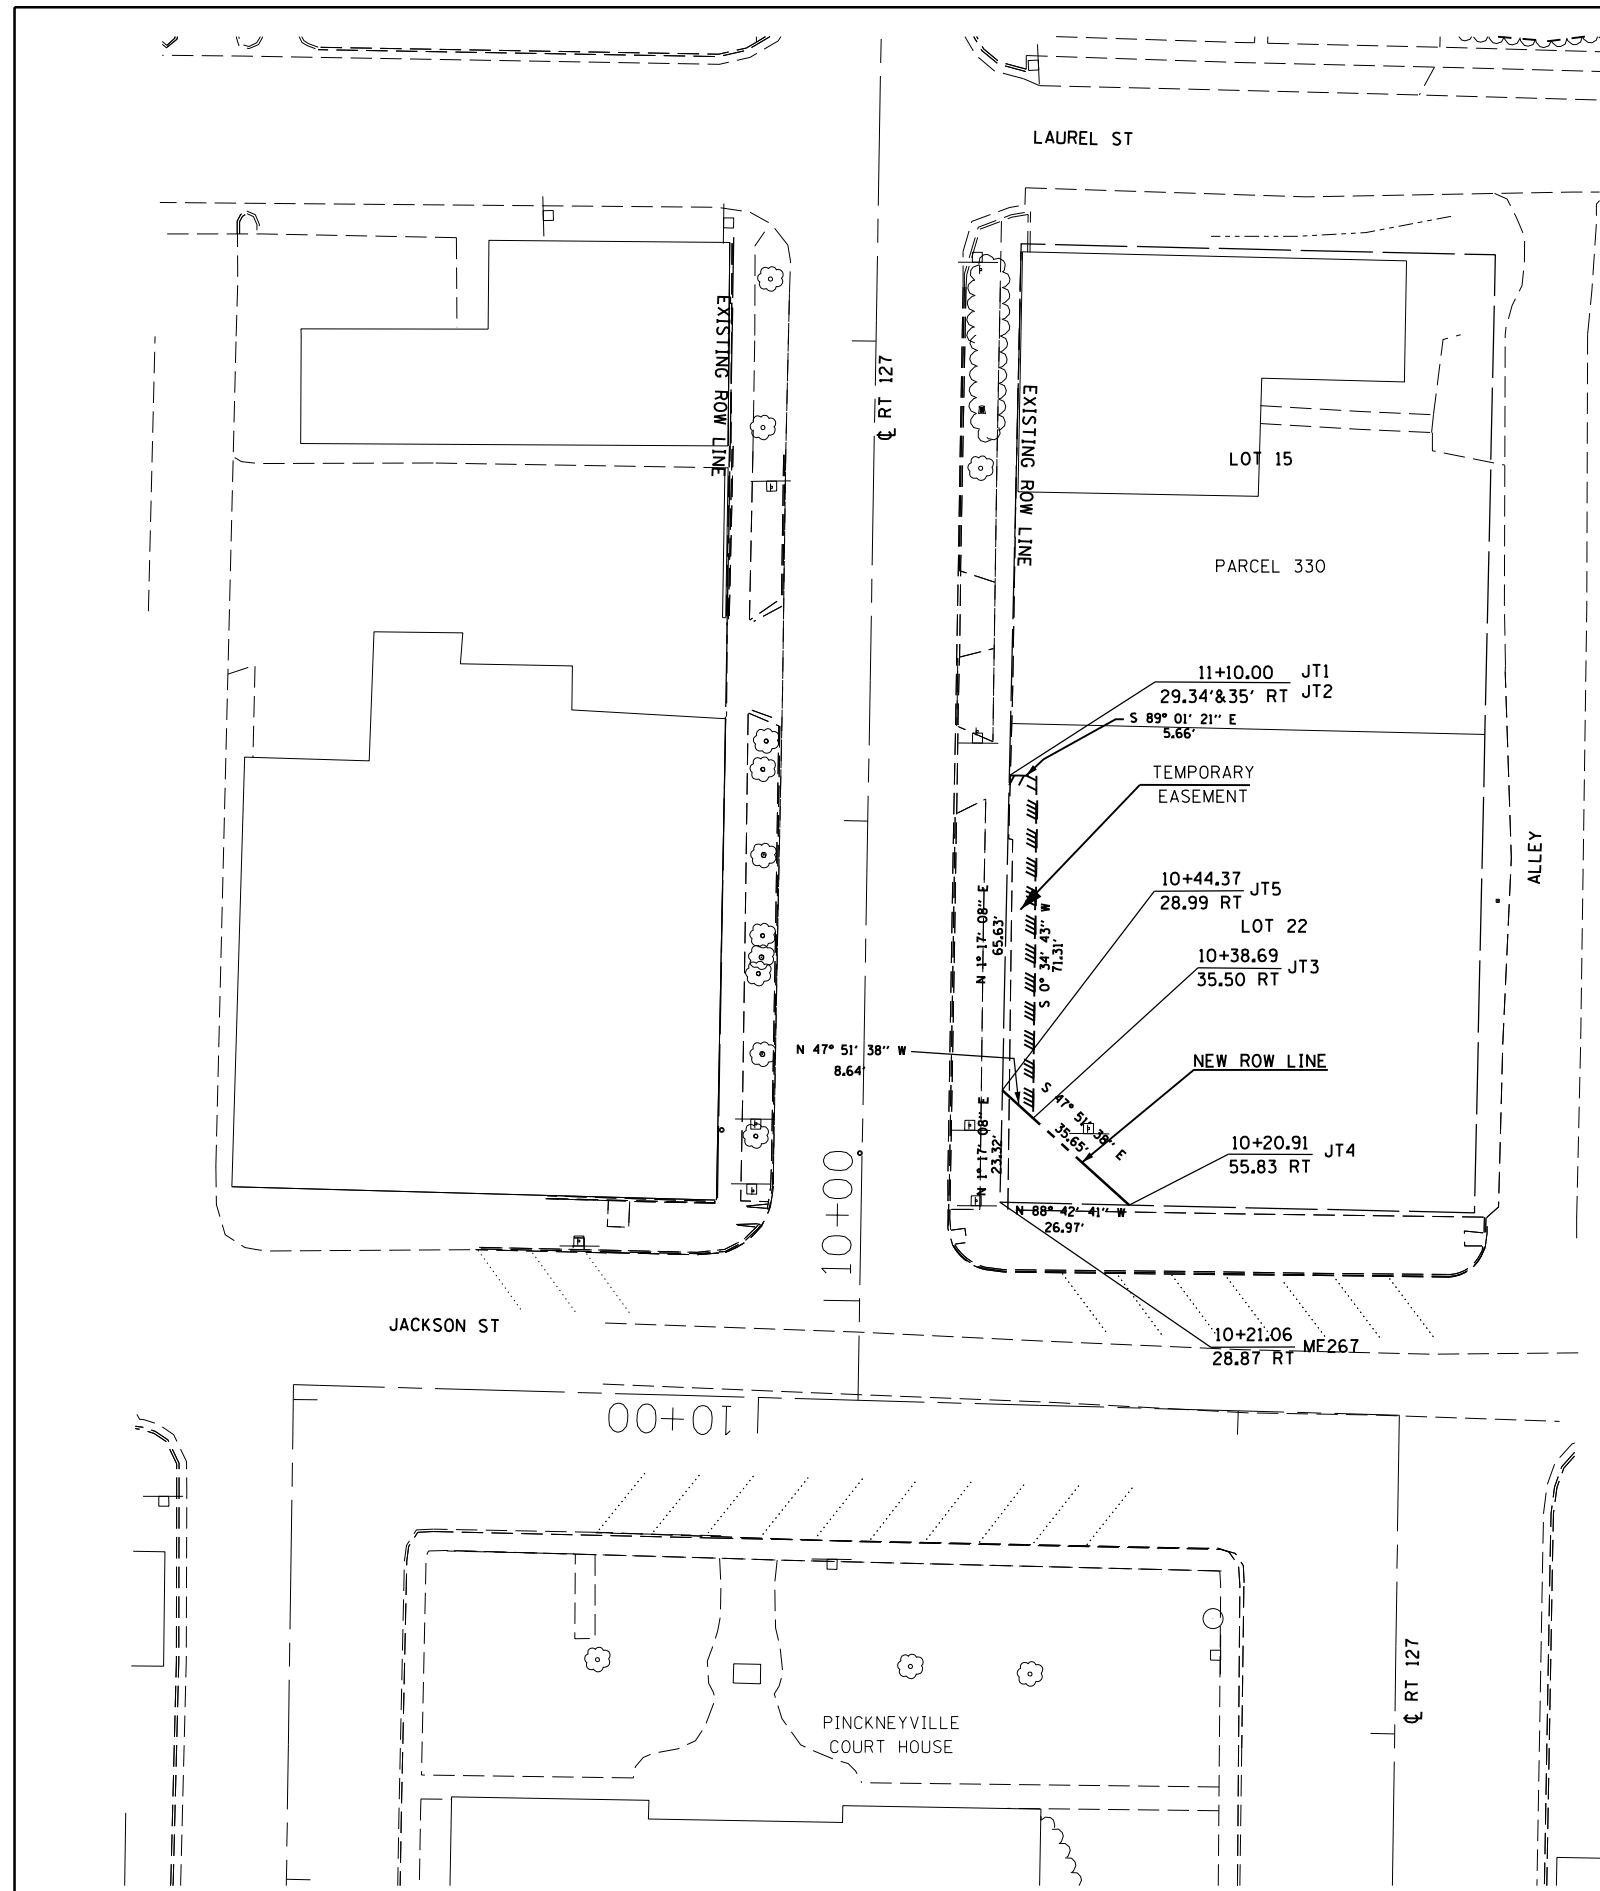 LAUREL ST
EXISTING ROW LINE
℄ RT 127
EXISTING ROW LINE
LOT 15
PARCEL 330
11+10.00 JT1
29.34'&35' RT JT2
S 89° 01' 21" E
5.66'
TEMPORARY
EASEMENT
ALLEY
10+44.37 JT5
28.99 RT
LOT 22
N 1° 17' 08" E
65.63'
S 0° 34' 43" W
71.31'
10+38.69 JT3
35.50 RT
N 47° 51' 38" W
8.64'
NEW ROW LINE
S 47° 51' 38" E
35.65'
N 1° 17' 08" E
23.32'
10+20.91 JT4
55.83 RT
10+00
N 88° 42' 41" W
26.97'
JACKSON ST
10+21.06 MF267
28.87 RT
10+00
℄ RT 127
PINCKNEYVILLE
COURT HOUSE